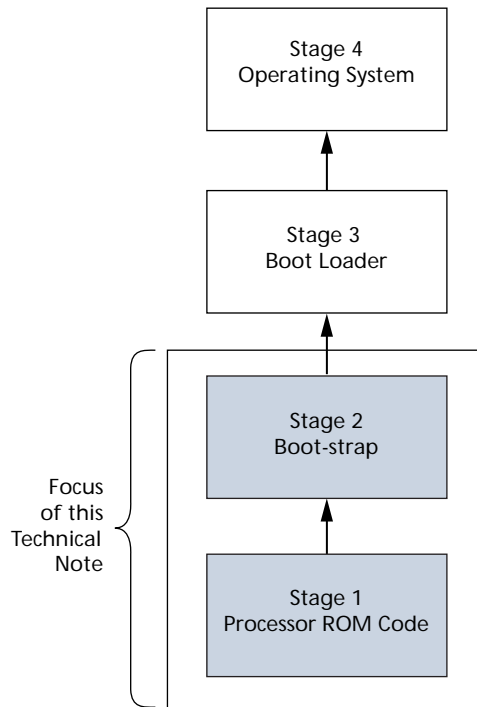 Stage 4
Operating System
Stage 3
Boot Loader
Stage 2
Boot-strap
Focus
of this
Technical
Note
Stage 1
Processor ROM Code